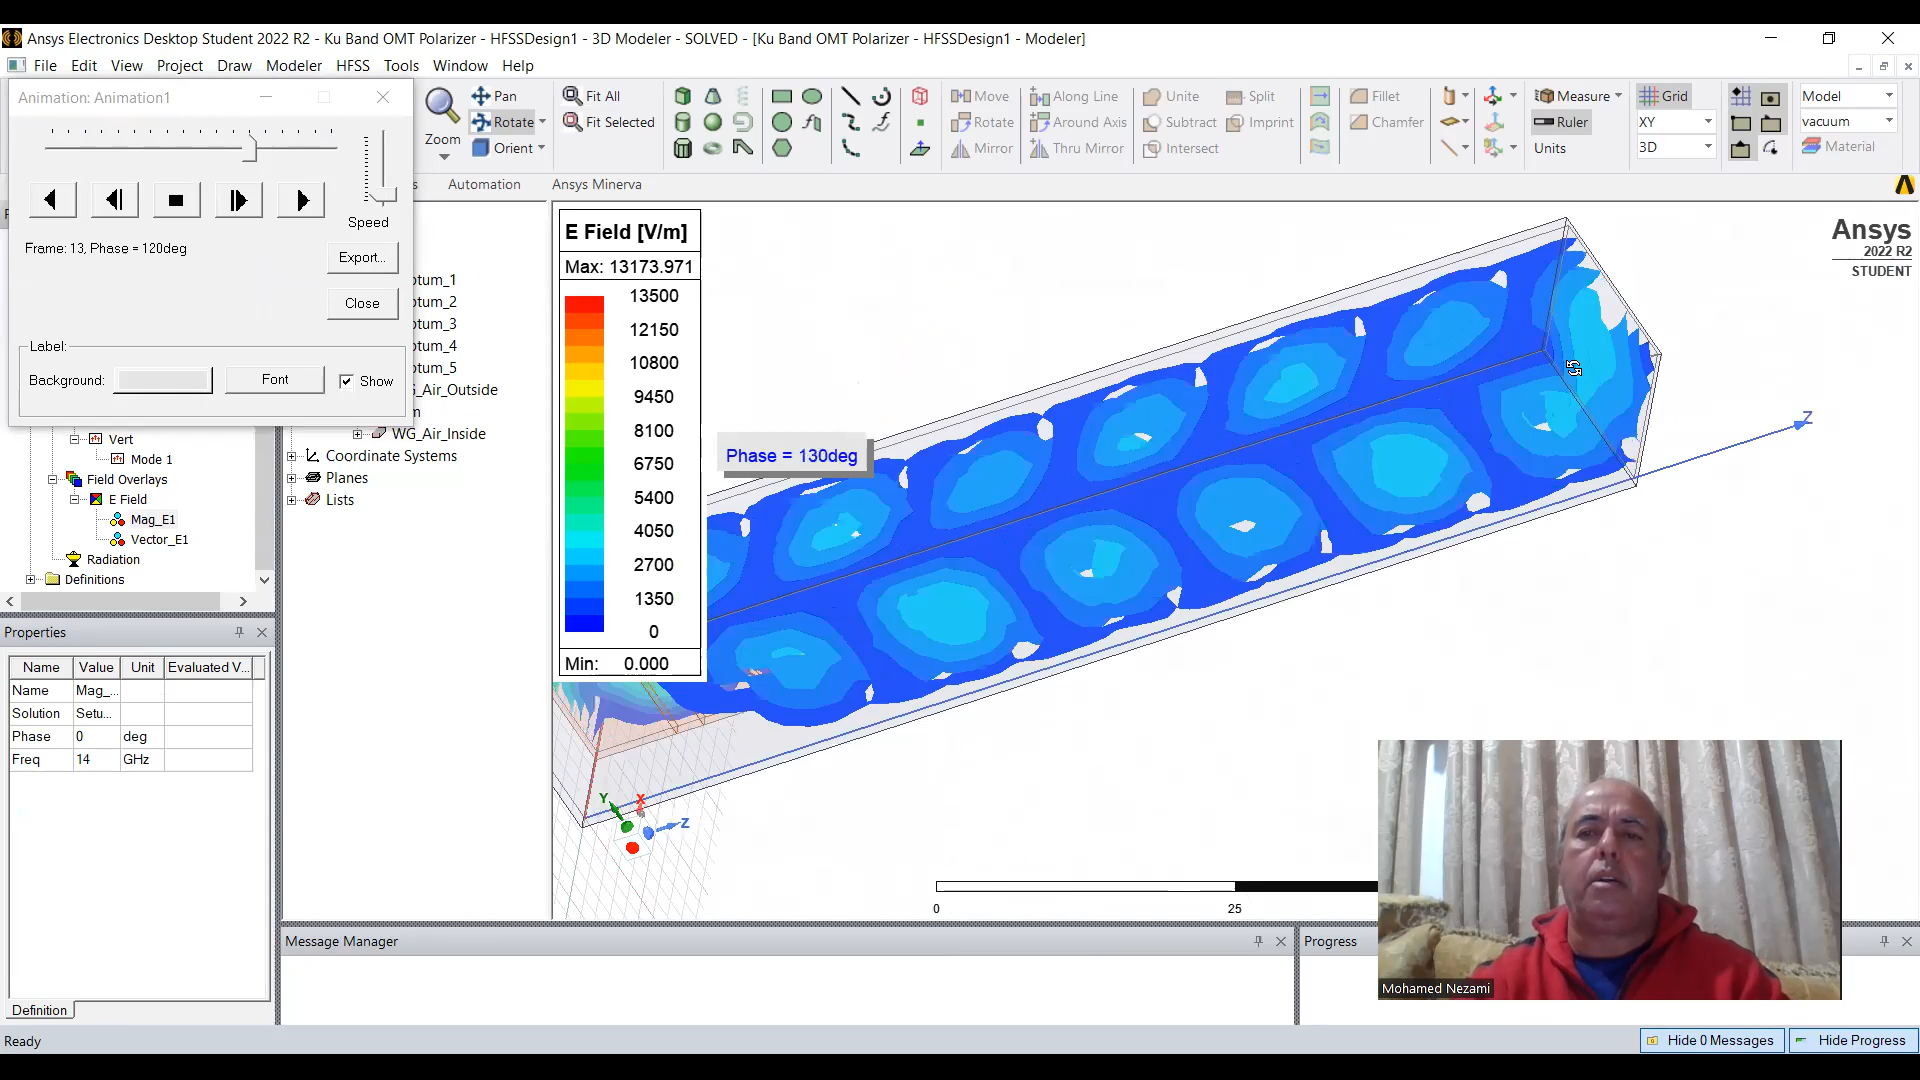 Ansys Electronics Desktop Student 2022 R2 - Ku Band OMT Polarizer - HFSSDesign1 - 3D Modeler - SOLVED - [Ku Band OMT Polarizer - HFSSDesign1 - Modeler]
File Edit View Project Draw Modeler HFSS Tools Window Help
Animation: Animation1
Speed
Frame: 13, Phase = 120deg
Export...
Close
Label:
Background:
Font
Show
Zoom
Pan
Rotate
Orient
Fit All
Fit Selected
Move
Rotate
Mirror
Along Line
Around Axis
Thru Mirror
Unite
Subtract
Intersect
Split
Imprint
Fillet
Chamfer
Measure
Ruler
Units
Grid
XY
3D
Model
vacuum
Material
s Automation Ansys Minerva
ptum_1
ptum_2
ptum_3
ptum_4
ptum_5
G_Air_Outside
m
WG_Air_Inside
Coordinate Systems
Planes
Lists
Vert
Mode 1
Field Overlays
E Field
Mag_E1
Vector_E1
Radiation
Definitions
Properties
Name Value Unit Evaluated V...
Name Mag_...
Solution Setu...
Phase 0 deg
Freq 14 GHz
Definition
E Field [V/m]
Max: 13173.971
13500
12150
10800
9450
8100
6750
5400
4050
2700
1350
0
Min: 0.000
Phase = 130deg
Ansys
2022 R2
STUDENT
Z
Y
X
Z
0
25
Message Manager
Progress
Mohamed Nezami
Ready
Hide 0 Messages
Hide Progress